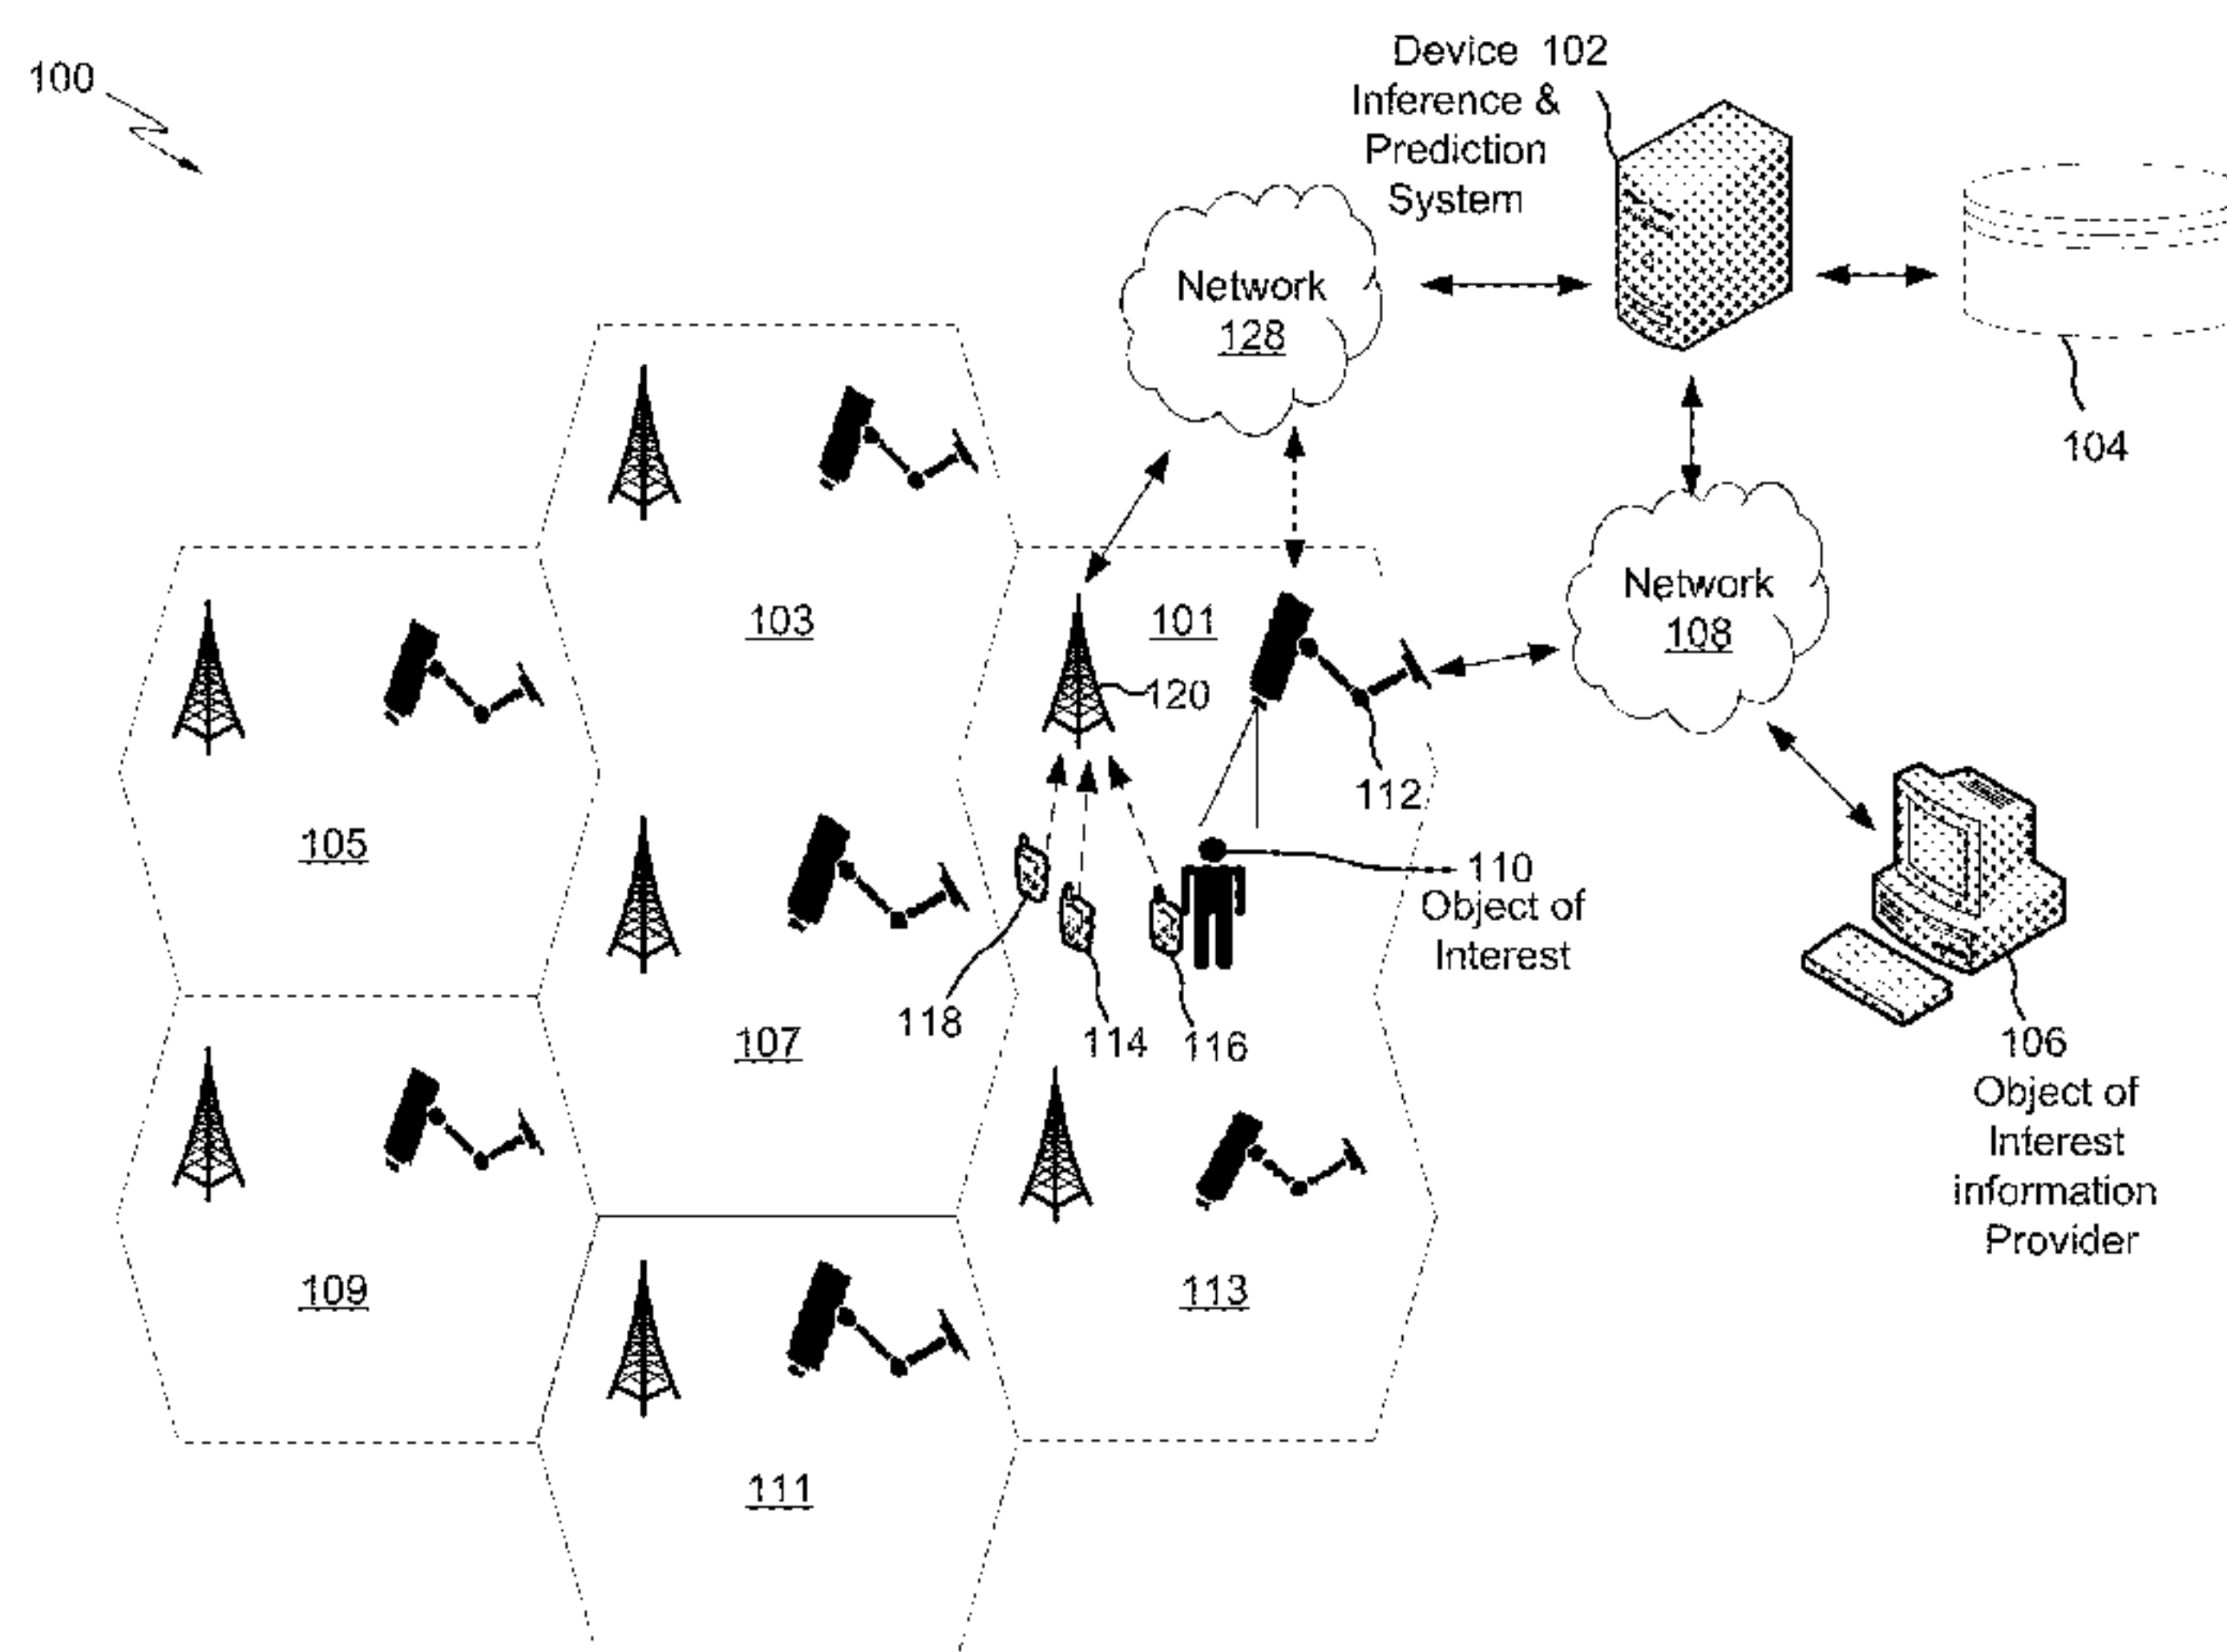 100
Device 102
Inference &
Prediction
System
Network
128
104
103
101
Network
108
120
112
105
110
Object of
Interest
118
107
114
116
106
Object of
Interest
information
Provider
109
113
111